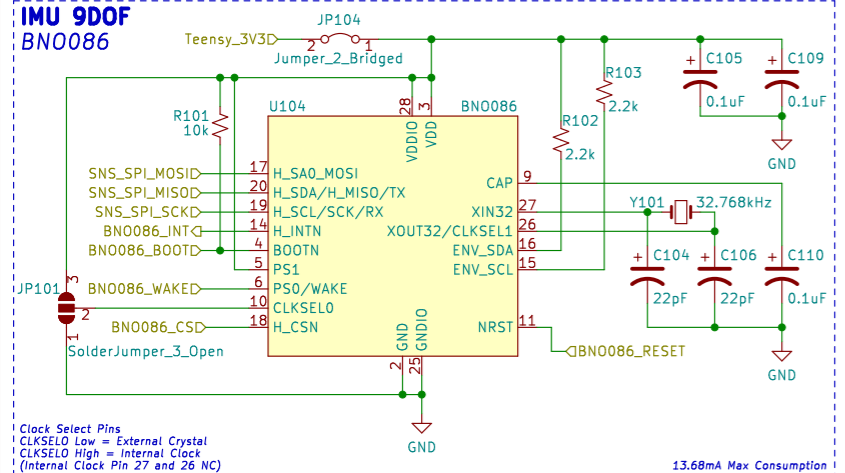 IMU 9DOF
BNO086
JP104
Teensy_3V3
2
1
Jumper_2_Bridged
C105
0.1uF
C109
0.1uF
GND
R103
2.2k
R102
2.2k
R101
10k
U104
BNO086
28
3
VDDIO
VDD
SNS_SPI_MOSI
17
H_SA0_MOSI
SNS_SPI_MISO
20
H_SDA/H_MISO/TX
SNS_SPI_SCK
19
H_SCL/SCK/RX
BNO086_INT
14
H_INTN
BNO086_BOOT
4
BOOTN
5
PS1
BNO086_WAKE
6
PS0/WAKE
10
CLKSEL0
BNO086_CS
18
H_CSN
CAP
9
XIN32
27
XOUT32/CLKSEL1
26
ENV_SDA
16
ENV_SCL
15
NRST
11
BNO086_RESET
GND
GNDIO
2
25
GND
Y101
32.768kHz
C104
22pF
C106
22pF
C110
0.1uF
GND
JP101
3
2
1
SolderJumper_3_Open
Clock Select Pins
CLKSEL0 Low = External Crystal
CLKSEL0 High = Internal Clock
(Internal Clock Pin 27 and 26 NC)
13.68mA Max Consumption